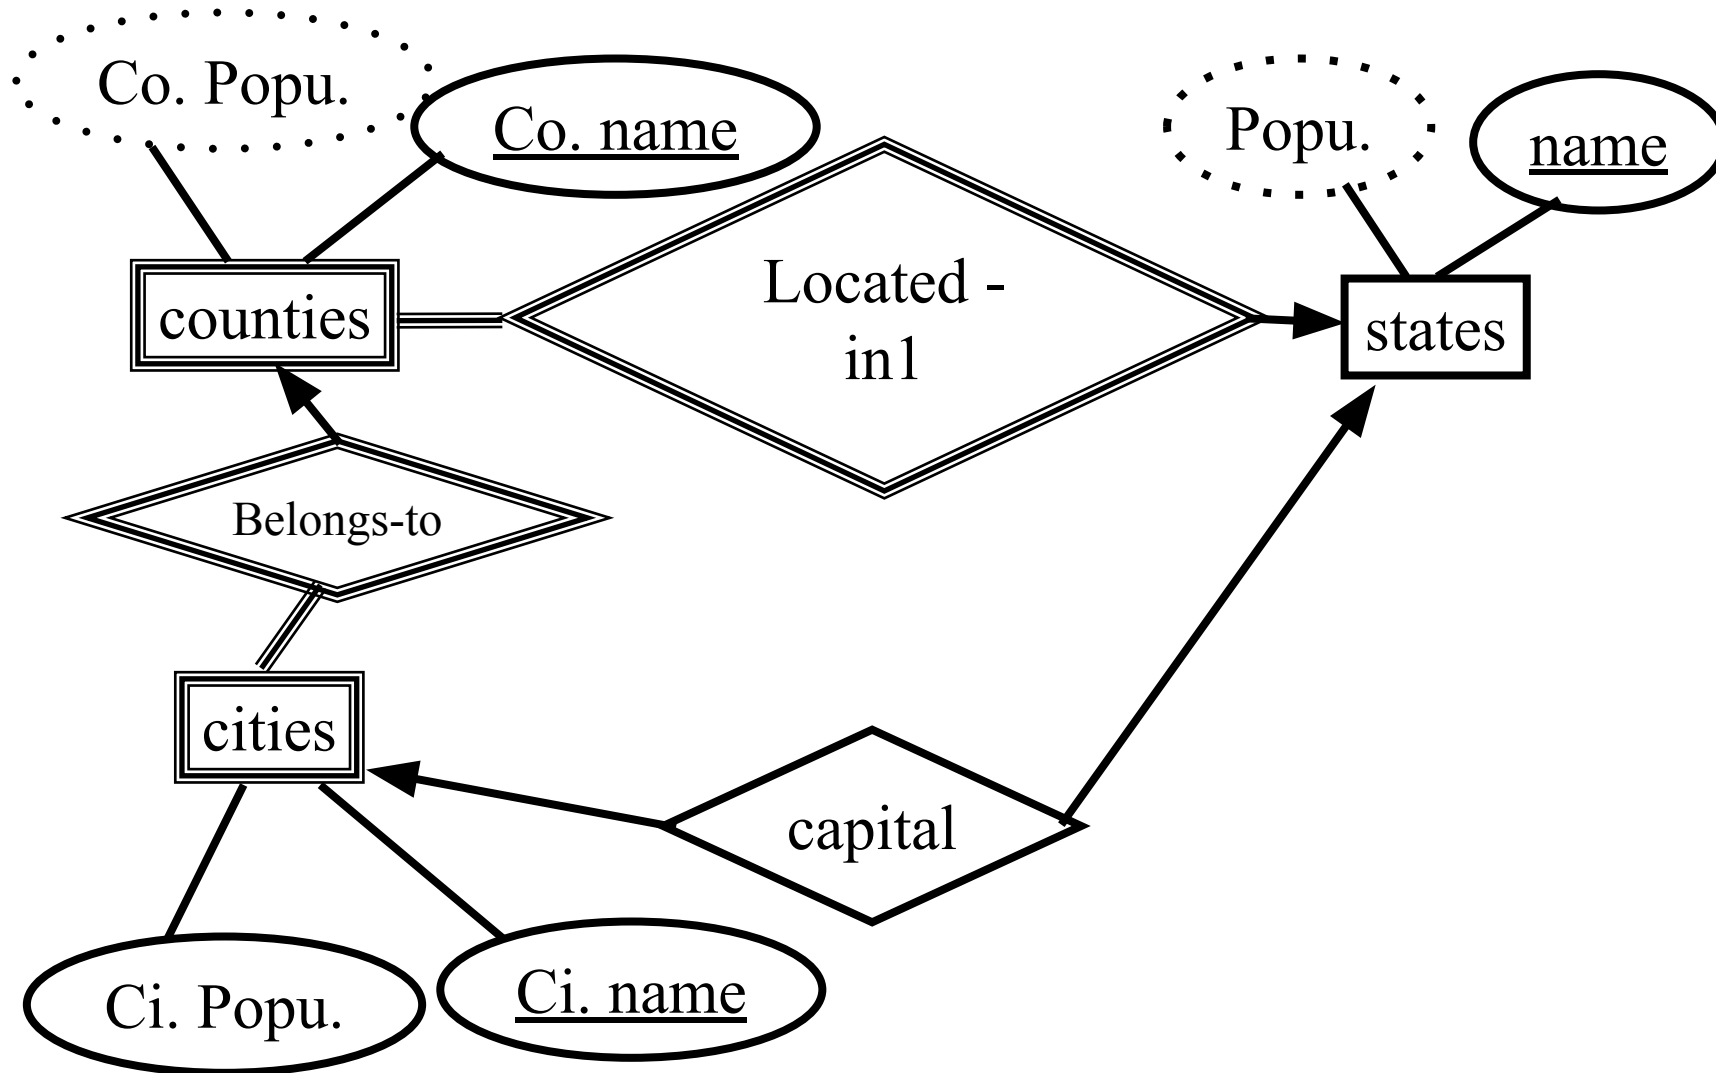 Co. Popu.
Co. name
Popu.
name
counties
Located -
in1
states
Belongs-to
cities
capital
Ci. Popu.
Ci. name